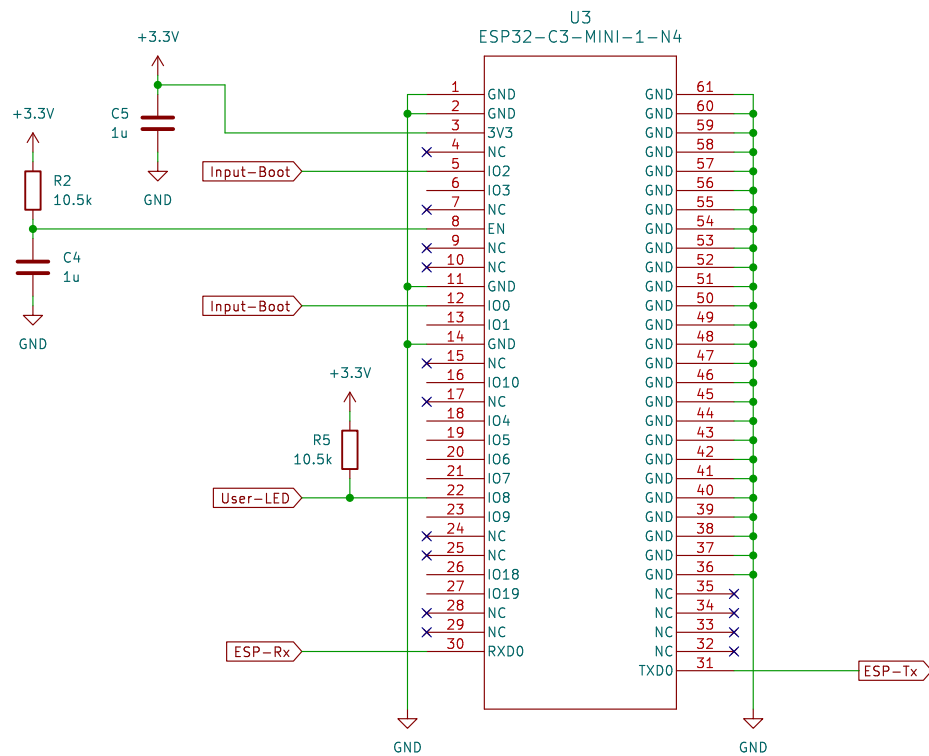 U3
ESP32-C3-MINI-1-N4
+3.3V
C5
1u
GND
+3.3V
R2
10.5k
C4
1u
GND
Input-Boot
Input-Boot
+3.3V
R5
10.5k
User-LED
ESP-Rx
GND
1 GND
2 GND
3 3V3
4 NC
5 IO2
6 IO3
7 NC
8 EN
9 NC
10 NC
11 GND
12 IO0
13 IO1
14 GND
15 NC
16 IO10
17 NC
18 IO4
19 IO5
20 IO6
21 IO7
22 IO8
23 IO9
24 NC
25 NC
26 IO18
27 IO19
28 NC
29 NC
30 RXD0
GND 61
GND 60
GND 59
GND 58
GND 57
GND 56
GND 55
GND 54
GND 53
GND 52
GND 51
GND 50
GND 49
GND 48
GND 47
GND 46
GND 45
GND 44
GND 43
GND 42
GND 41
GND 40
GND 39
GND 38
GND 37
GND 36
NC 35
NC 34
NC 33
NC 32
TXD0 31
ESP-Tx
GND